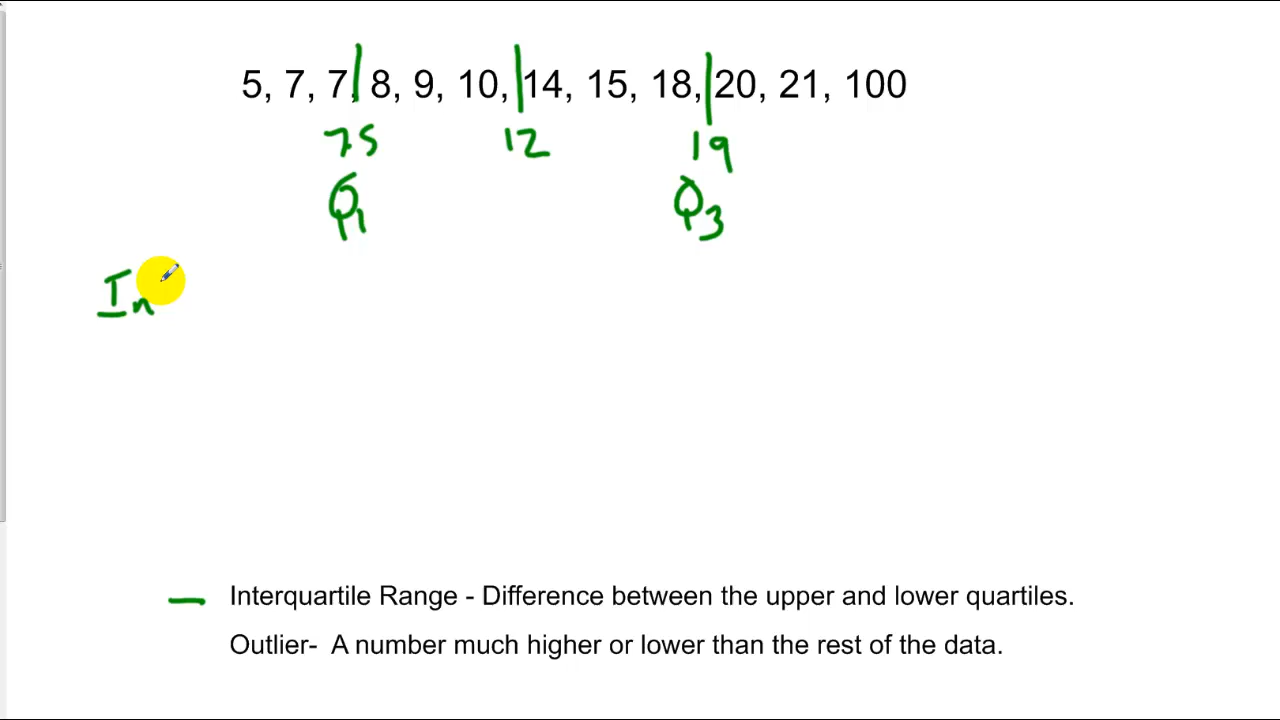 5, 7, 7, 8, 9, 10, 14, 15, 18, 20, 21, 100
7.5 12 19
Q1 Q3
In
Interquartile Range - Difference between the upper and lower quartiles.
Outlier- A number much higher or lower than the rest of the data.